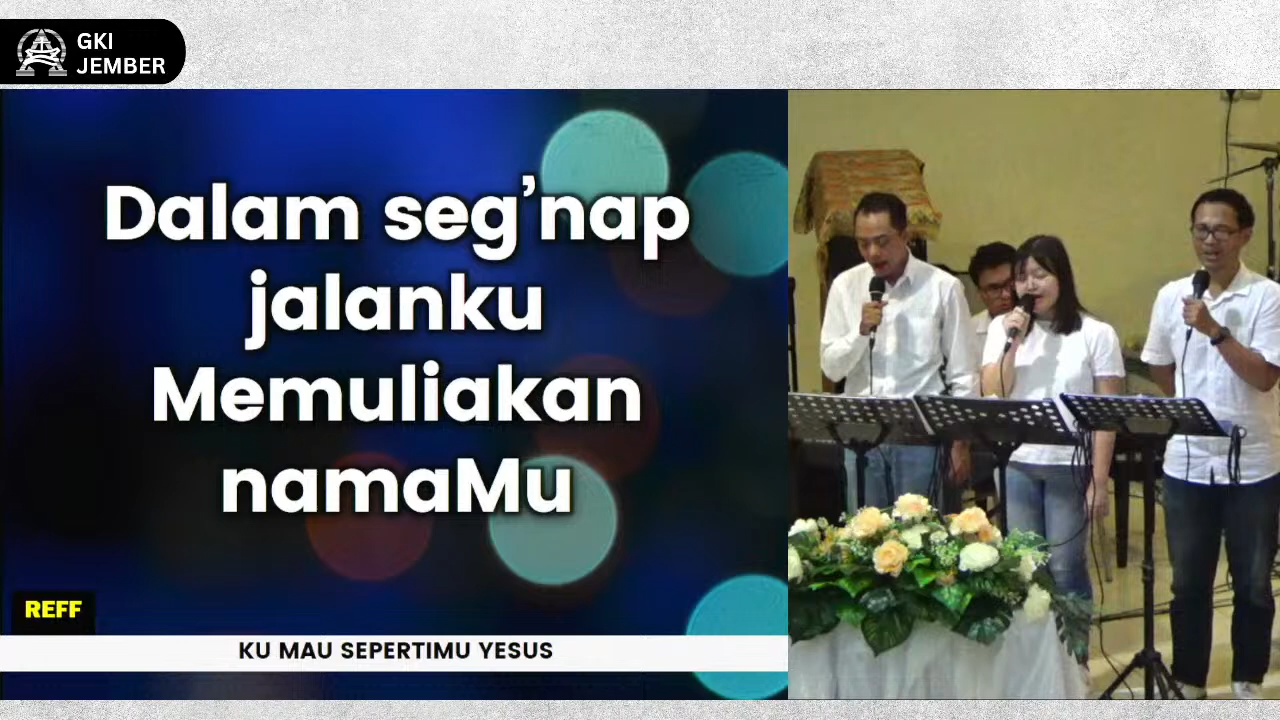 GKI
JEMBER
Dalam seg’nap
jalanku
Memuliakan
namaMu
REFF
KU MAU SEPERTIMU YESUS